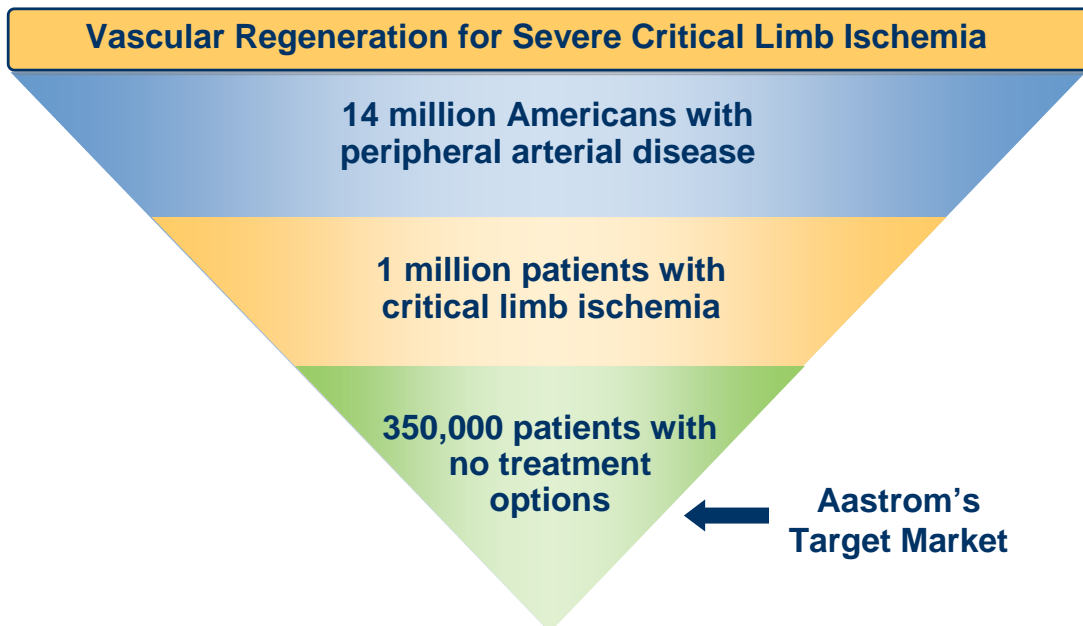 Vascular Regeneration for Severe Critical Limb Ischemia
14 million Americans with
peripheral arterial disease
1 million patients with
critical limb ischemia
350,000 patients with
no treatment
options
Aastrom’s
Target Market